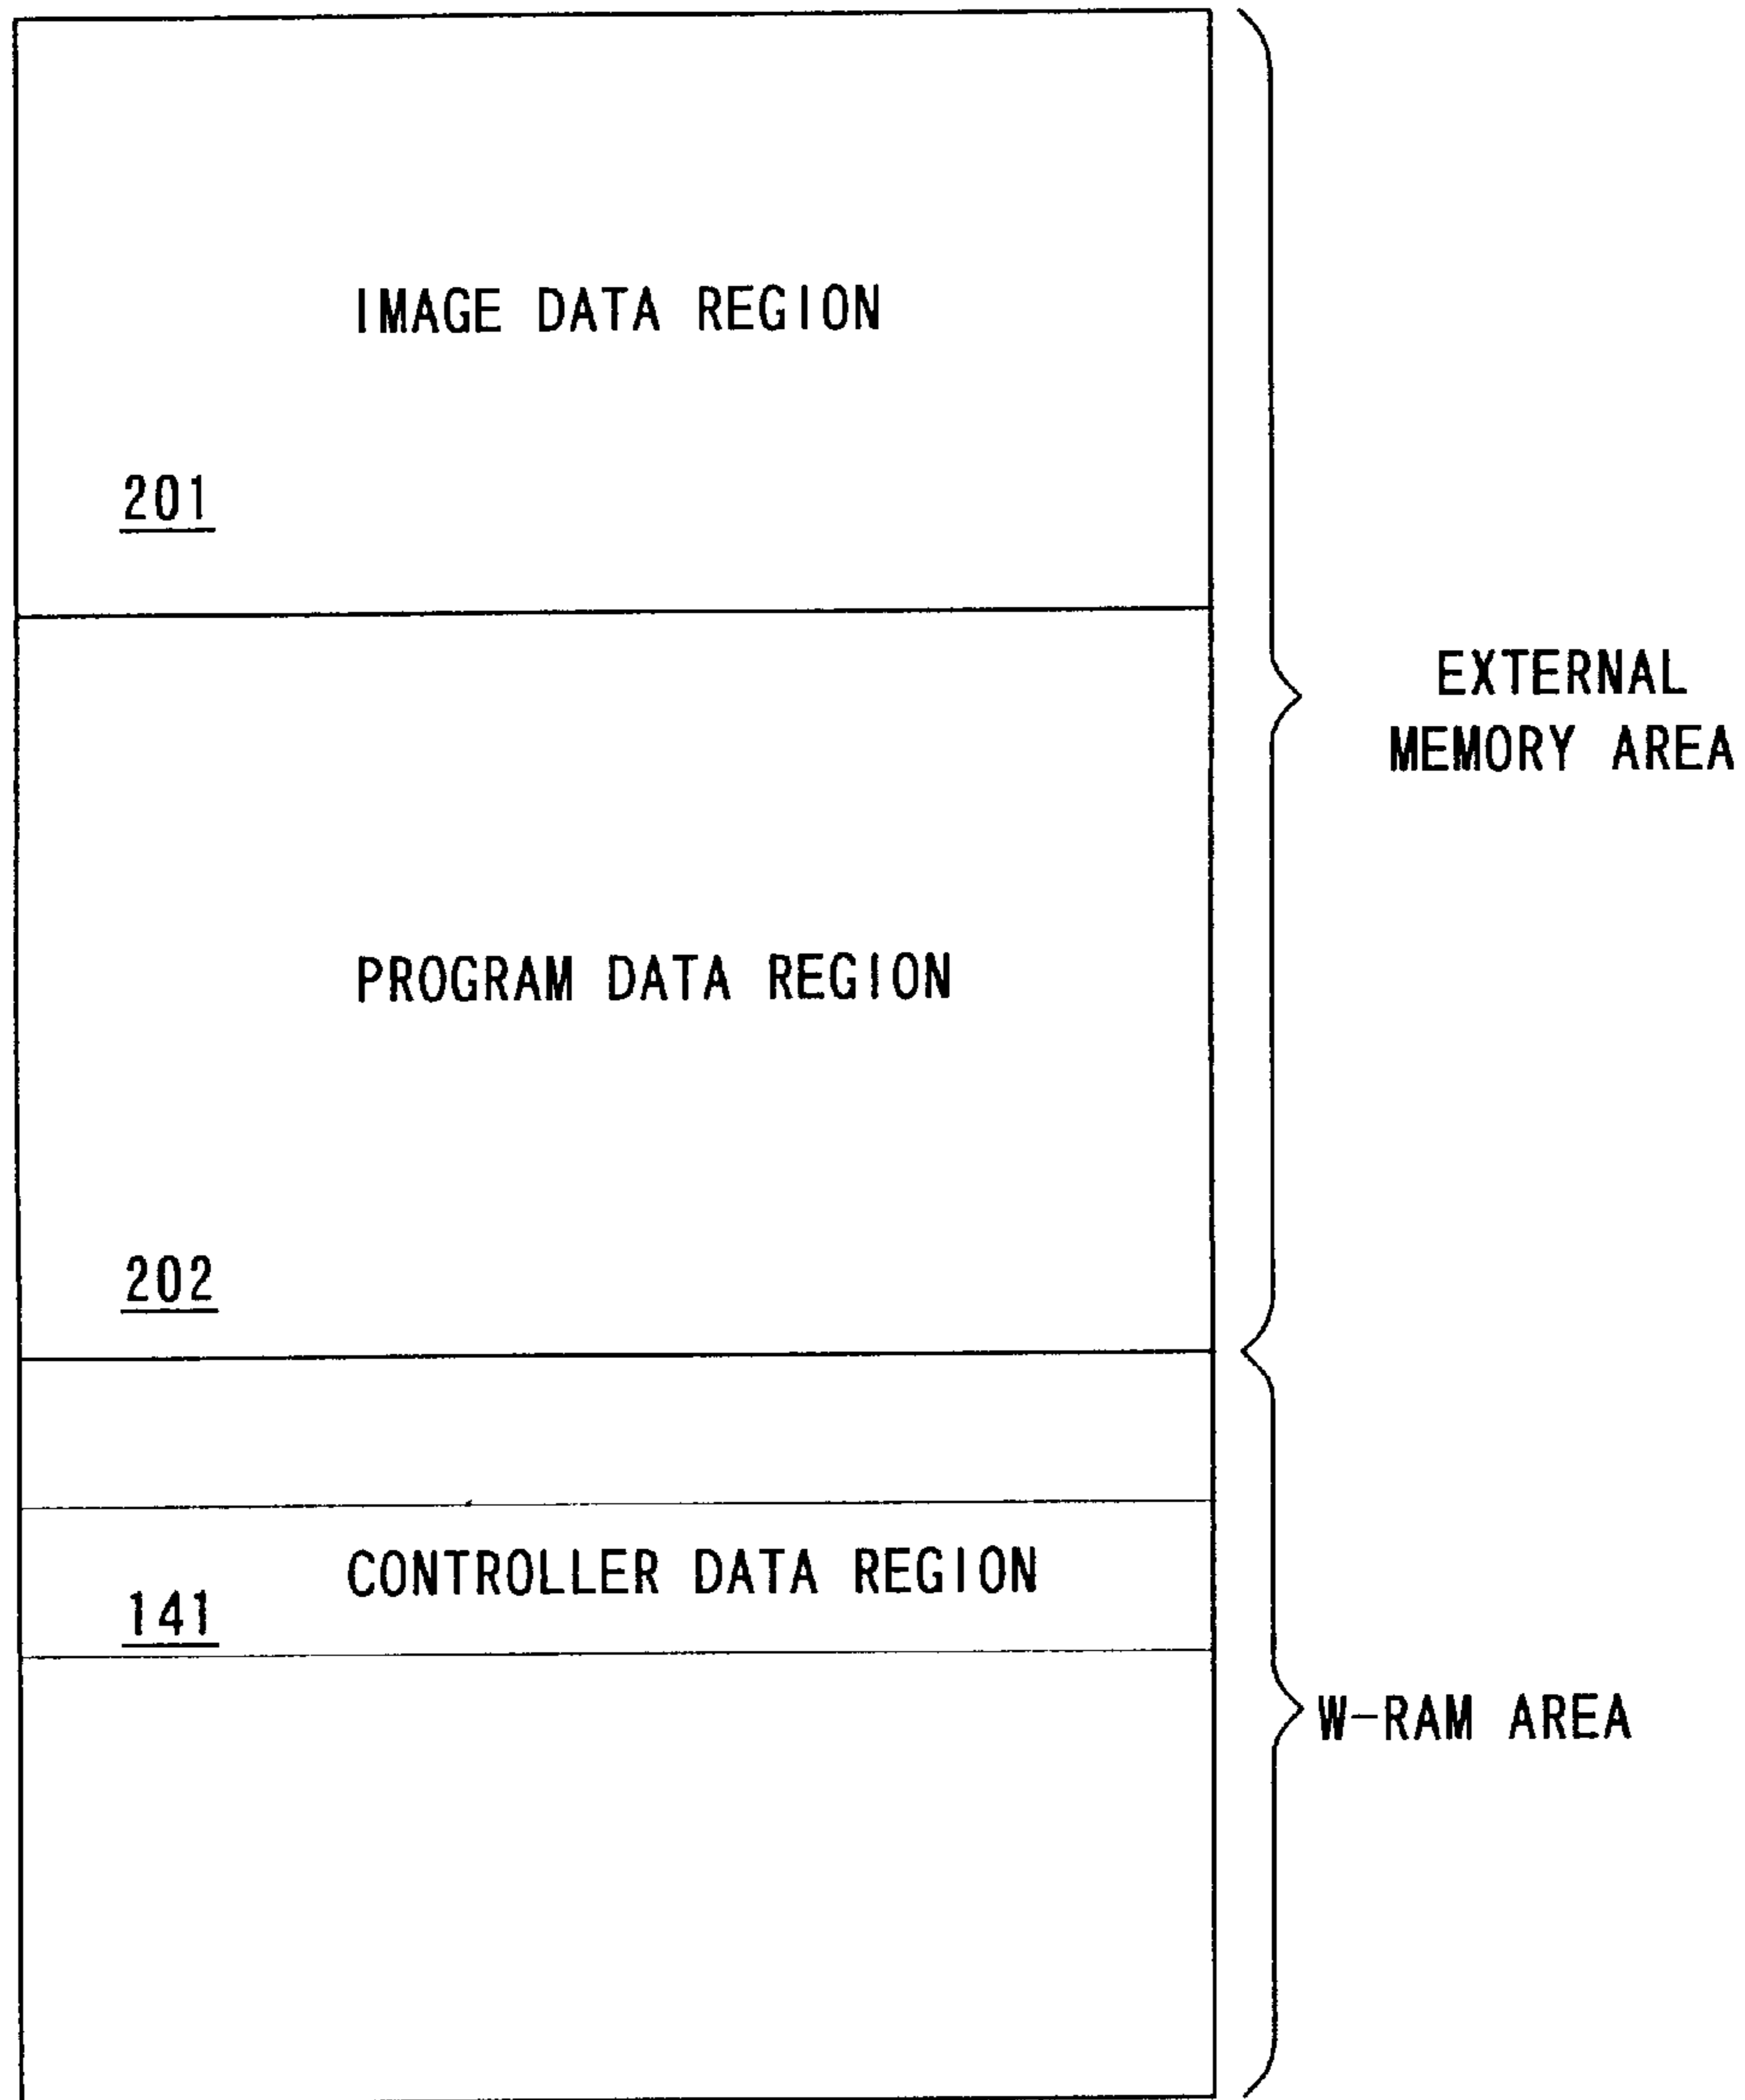 IMAGE DATA REGION
201
EXTERNAL
MEMORY AREA
PROGRAM DATA REGION
202
CONTROLLER DATA REGION
141
W-RAM AREA